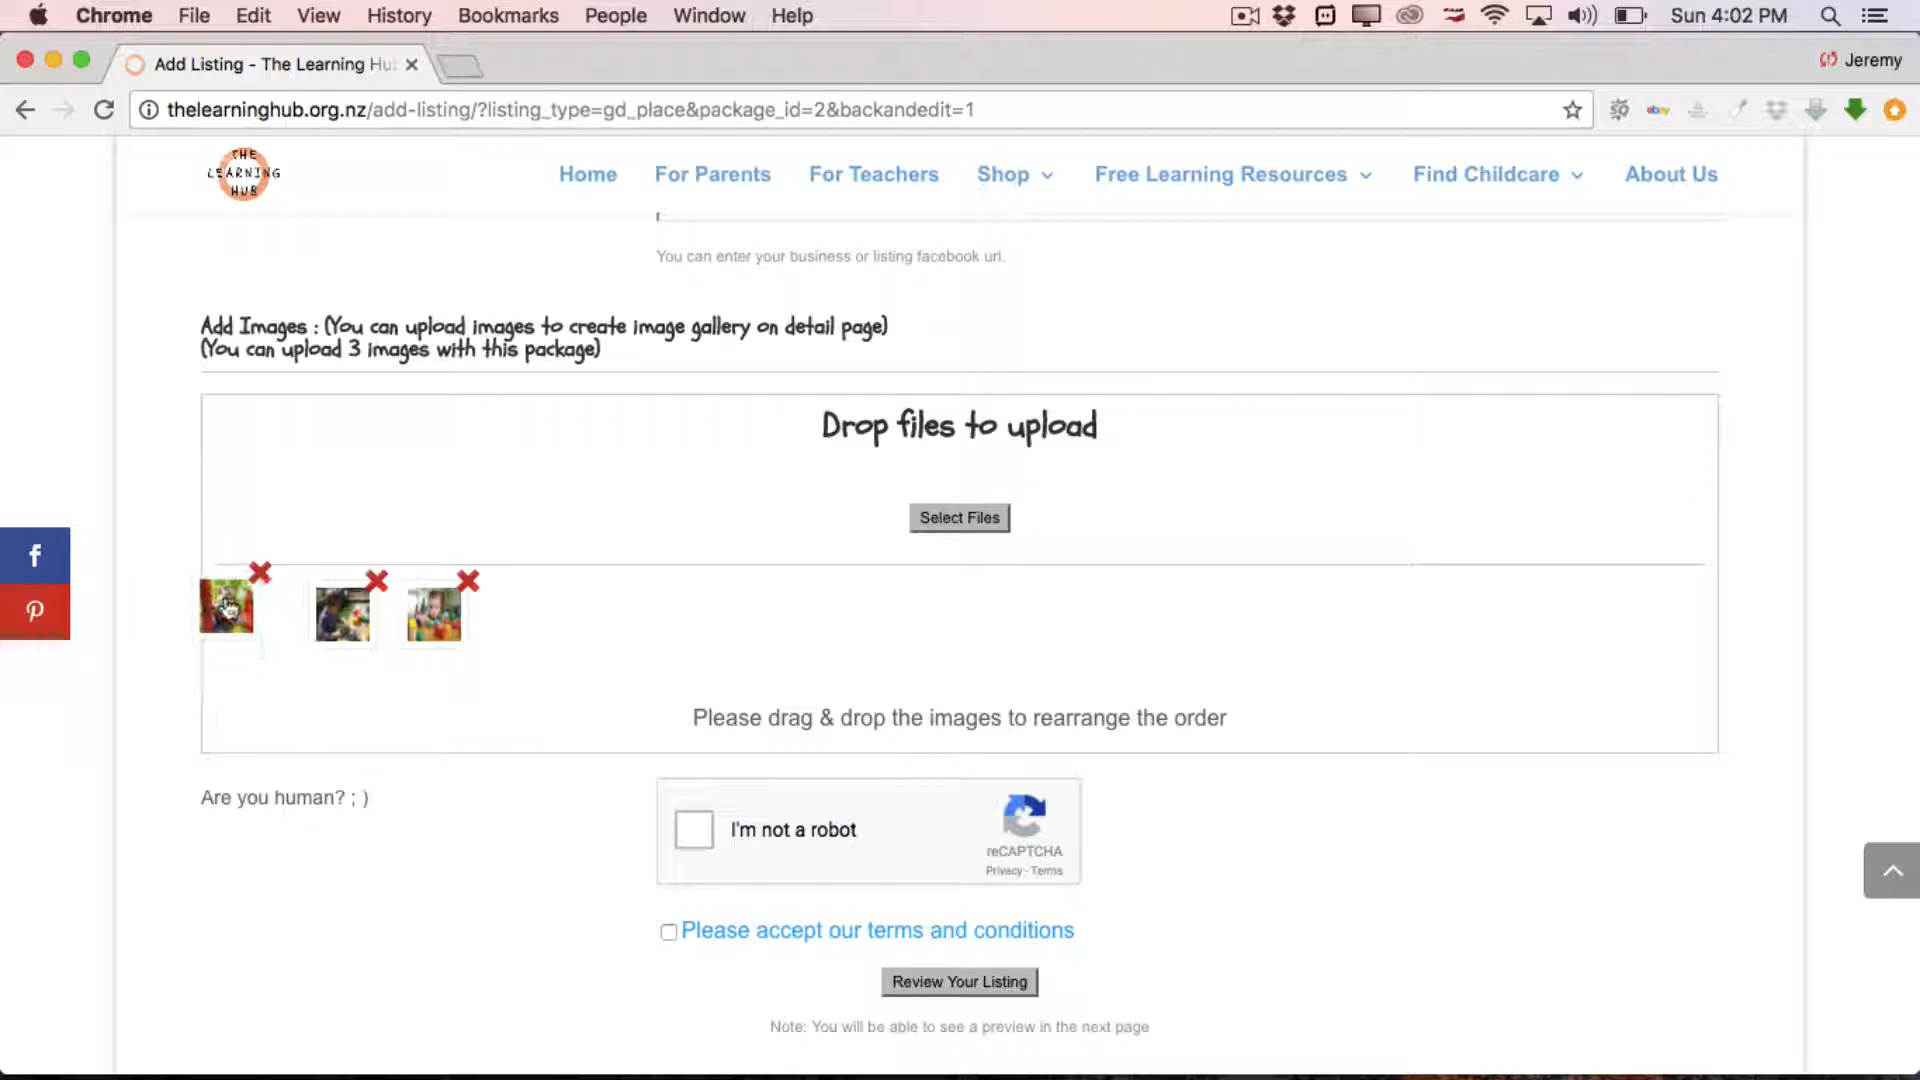 Chrome File Edit View History Bookmarks People Window Help Sun 4:02 PM
Add Listing - The Learning Hu Jeremy
thelearninghub.org.nz/add-listing/?listing_type=gd_place&package_id=2&backandedit=1
ebay
THE
LEARNING
HUB
Home For Parents For Teachers Shop Free Learning Resources Find Childcare About Us
You can enter your business or listing facebook url.
Add Images : (You can upload images to create image gallery on detail page)
(You can upload 3 images with this package)
Drop files to upload
Select Files
Please drag & drop the images to rearrange the order
Are you human? ; )
I'm not a robot
reCAPTCHA
Privacy - Terms
Please accept our terms and conditions
Review Your Listing
Note: You will be able to see a preview in the next page